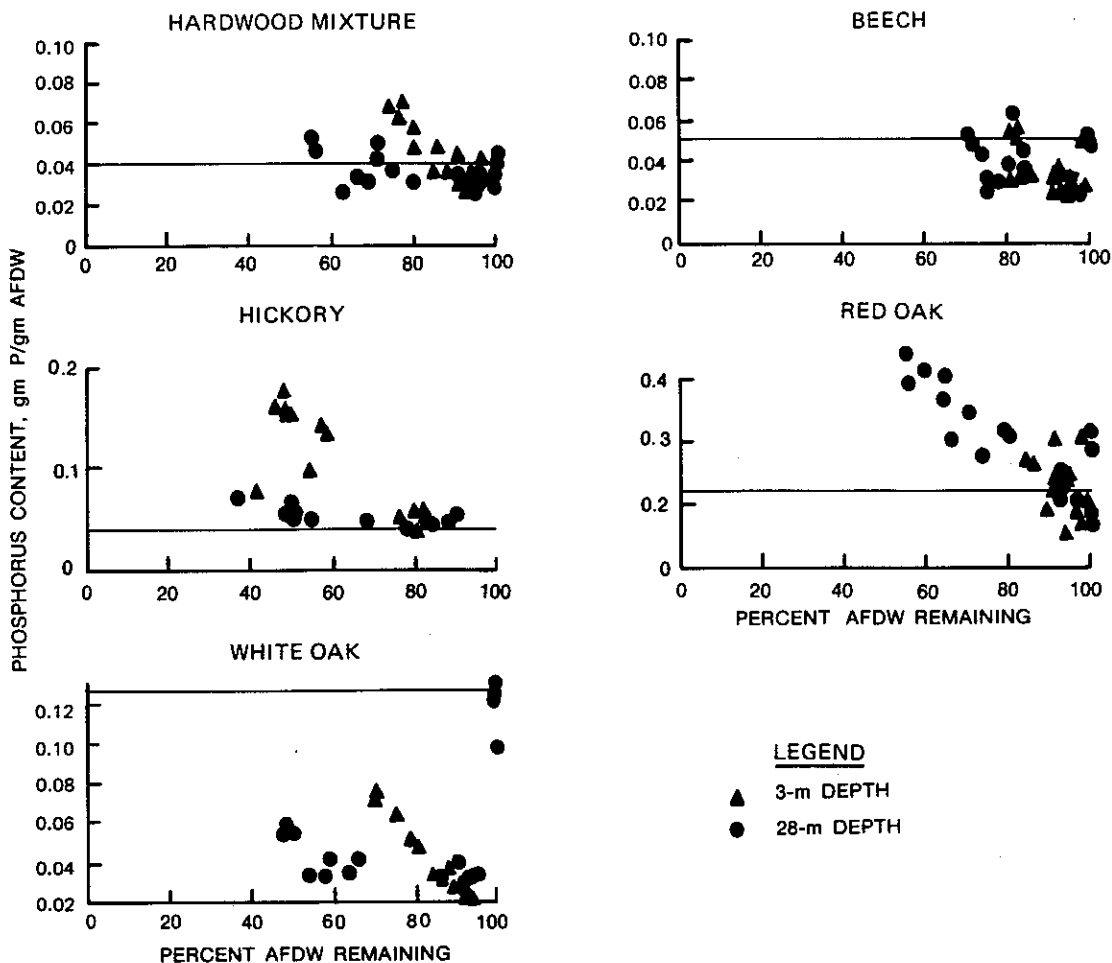 HARDWOOD MIXTURE
0.10
0.08
0.06
0.04
0.02
0
0 20 40 60 80 100
BEECH
0.10
0.08
0.06
0.04
0.02
0
0 20 40 60 80 100
PHOSPHORUS CONTENT, gm P/gm AFDW
HICKORY
0.2
0.1
0
0 20 40 60 80 100
RED OAK
0.4
0.3
0.2
0
0 20 40 60 80 100
PERCENT AFDW REMAINING
WHITE OAK
0.12
0.10
0.08
0.06
0.04
0.02
0 20 40 60 80 100
PERCENT AFDW REMAINING
LEGEND
3-m DEPTH
28-m DEPTH